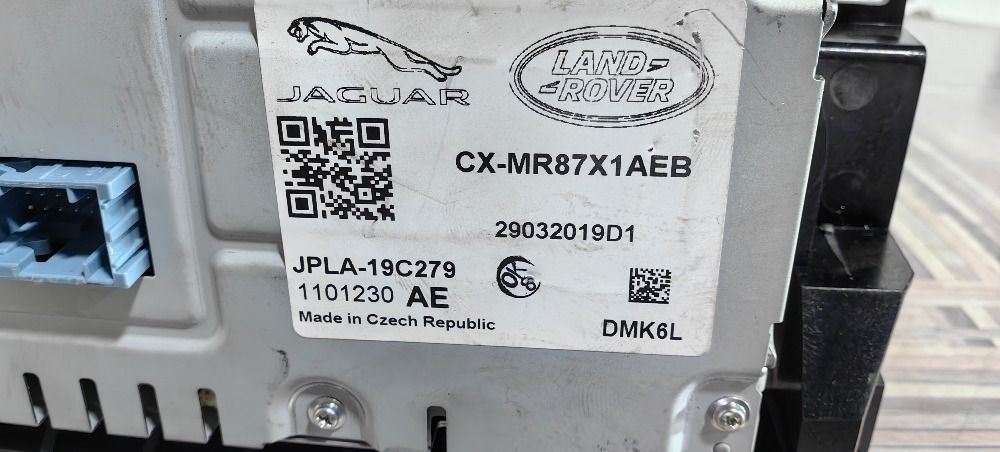 JAGUAR
LAND-
-ROVER
CX-MR87X1AEB
29032019D1
JPLA-19C279
1101230 AE
Made in Czech Republic
DMK6L